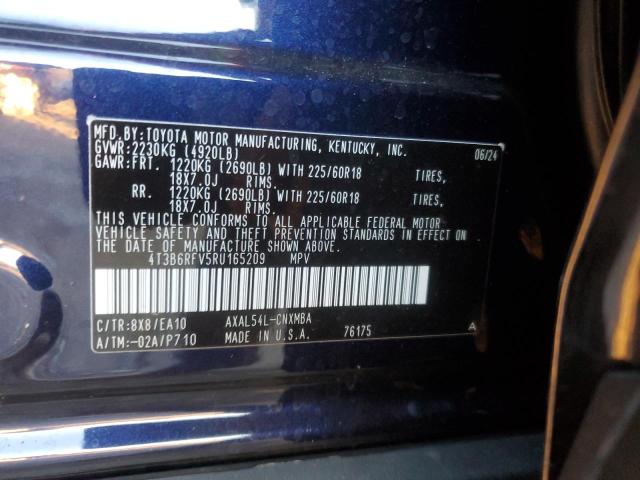 MFD.BY:TOYOTA MOTOR MANUFACTURING, KENTUCKY, INC. 06/24
GVWR:2230KG (4920LB)
GAWR:FRT. 1220KG (2690LB) WITH 225/60R18 TIRES,
18X7.0J RIMS.
RR. 1220KG (2690LB) WITH 225/60R18 TIRES,
18X7.0J RIMS.
THIS VEHICLE CONFORMS TO ALL APPLICABLE FEDERAL MOTOR
VEHICLE SAFETY AND THEFT PREVENTION STANDARDS IN EFFECT ON
THE DATE OF MANUFACTURE SHOWN ABOVE.
4T3B6RFV5RU165209 MPV
C/TR:8X8/EA10 AXAL54L-CNXMBA
A/TM:-02A/P710 MADE IN U.S.A. 76175 A